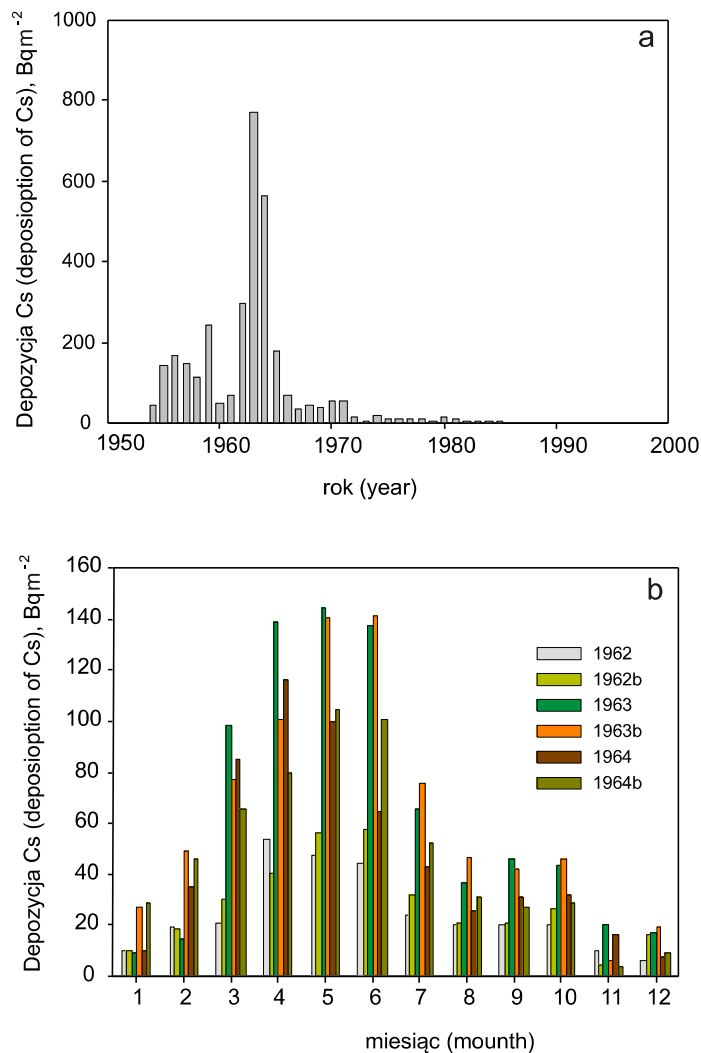 a
Depozycja Cs (deposioption of Cs), Bqm⁻²
1000
800
600
400
200
0
1950 1960 1970 1980 1990 2000
rok (year)
b
Depozycja Cs (deposioption of Cs), Bqm⁻²
160
140
120
100
80
60
40
20
0
1962
1962b
1963
1963b
1964
1964b
1 2 3 4 5 6 7 8 9 10 11 12
miesiąc (mounth)